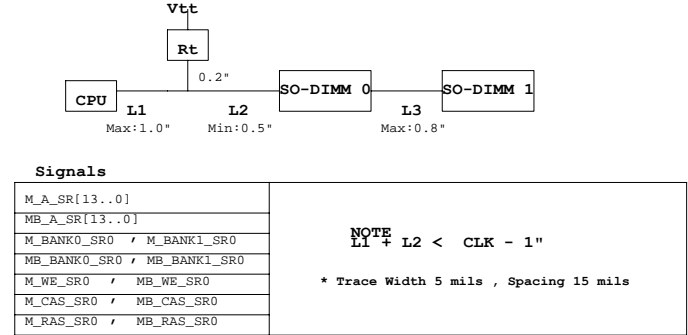 Vtt
Rt
0.2"
CPU
SO-DIMM 0
SO-DIMM 1
L1
L2
L3
Max:1.0"
Min:0.5"
Max:0.8"
Signals
M_A_SR[13..0]
MB_A_SR[13..0]
M_BANK0_SR0 , M_BANK1_SR0
MB_BANK0_SR0 , MB_BANK1_SR0
M_WE_SR0 , MB_WE_SR0
M_CAS_SR0 , MB_CAS_SR0
M_RAS_SR0 , MB_RAS_SR0
NOTE
L1 + L2 < CLK - 1"
* Trace Width 5 mils , Spacing 15 mils